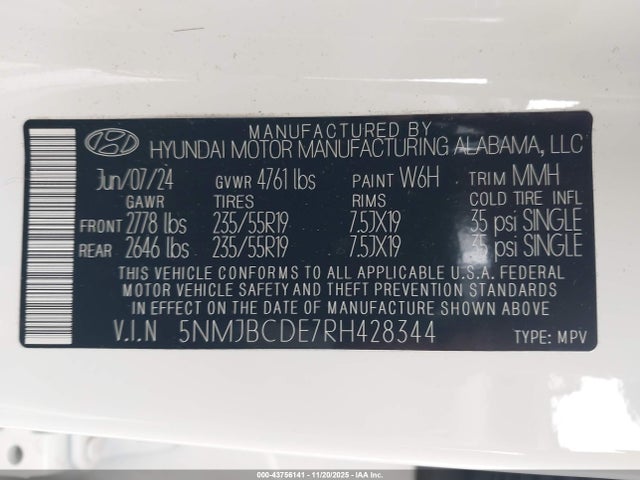 MANUFACTURED BY
HYUNDAI MOTOR MANUFACTURING ALABAMA, LLC
Jun/07/24 GVWR 4761 lbs PAINT W6H TRIM MMH
GAWR TIRES RIMS COLD TIRE INFL
FRONT 2778 lbs 235/55R19 7.5JX19 35 psi SINGLE
REAR 2646 lbs 235/55R19 7.5JX19 35 psi SINGLE
THIS VEHICLE CONFORMS TO ALL APPLICABLE U.S.A. FEDERAL
MOTOR VEHICLE SAFETY AND THEFT PREVENTION STANDARDS
IN EFFECT ON THE DATE OF MANUFACTURE SHOWN ABOVE.
V.I.N 5NMJBCDE7RH428344 TYPE: MPV
000-43756141 - 11/20/2025 - IAA Inc.